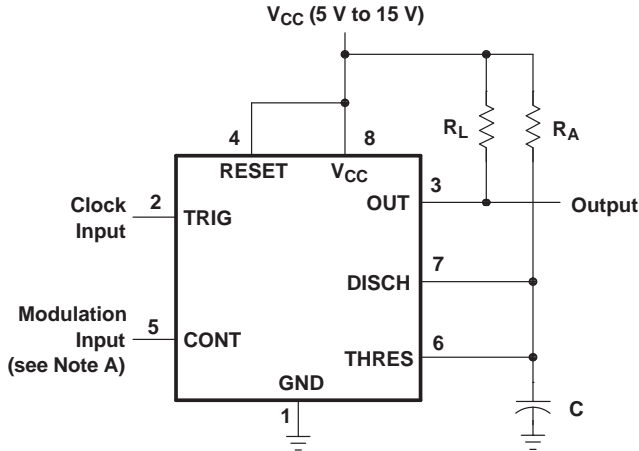 VCC (5 V to 15 V)
4
8
RL
RA
RESET
VCC
3
OUT
Output
Clock
Input
2
TRIG
7
DISCH
Modulation
Input
(see Note A)
5
CONT
6
THRES
GND
1
C